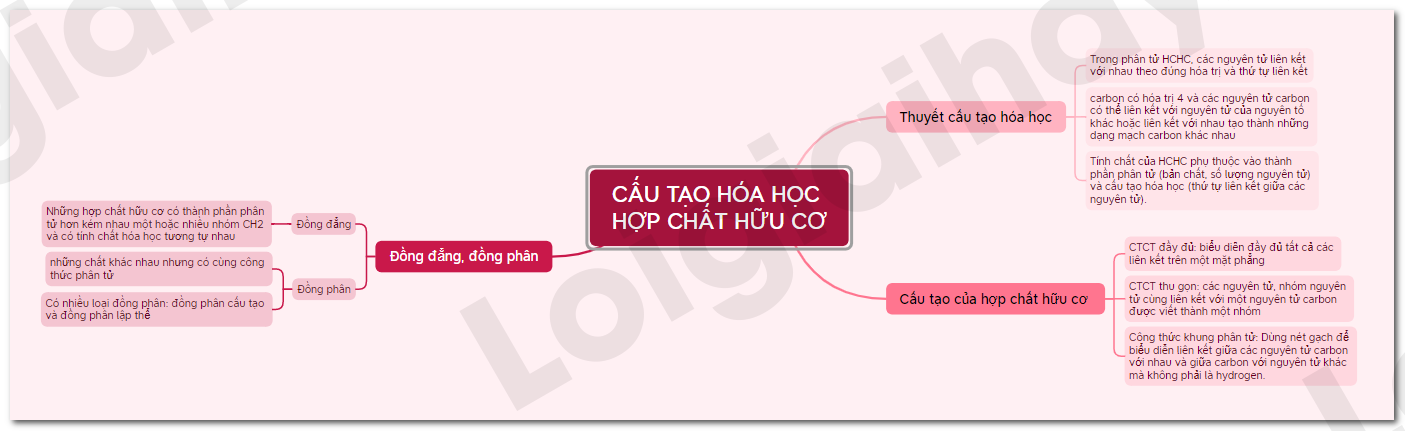 CẤU TẠO HÓA HỌC
HỢP CHẤT HỮU CƠ
Thuyết cấu tạo hóa học
Trong phân tử HCHC, các nguyên tử liên kết
với nhau theo đúng hóa trị và thứ tự liên kết
carbon có hóa trị 4 và các nguyên tử carbon
có thể liên kết với nguyên tử của nguyên tố
khác hoặc liên kết với nhau tạo thành những
dạng mạch carbon khác nhau
Tính chất của HCHC phụ thuộc vào thành
phần phân tử (bản chất, số lượng nguyên tử)
và cấu tạo hóa học (thứ tự liên kết giữa các
nguyên tử).
Cấu tạo của hợp chất hữu cơ
CTCT đầy đủ: biểu diễn đầy đủ tất cả các
liên kết trên một mặt phẳng
CTCT thu gọn: các nguyên tử, nhóm nguyên
tử cùng liên kết với một nguyên tử carbon
được viết thành một nhóm
Công thức khung phân tử: Dùng nét gạch để
biểu diễn liên kết giữa các nguyên tử carbon
với nhau và giữa carbon với nguyên tử khác
mà không phải là hydrogen.
Đồng đẳng, đồng phân
Đồng đẳng
Những hợp chất hữu cơ có thành phần phân
tử hơn kém nhau một hoặc nhiều nhóm CH2
và có tính chất hóa học tương tự nhau
Đồng phân
những chất khác nhau nhưng có cùng công
thức phân tử
Có nhiều loại đồng phân: đồng phân cấu tạo
và đồng phân lập thể
Loigiaihay